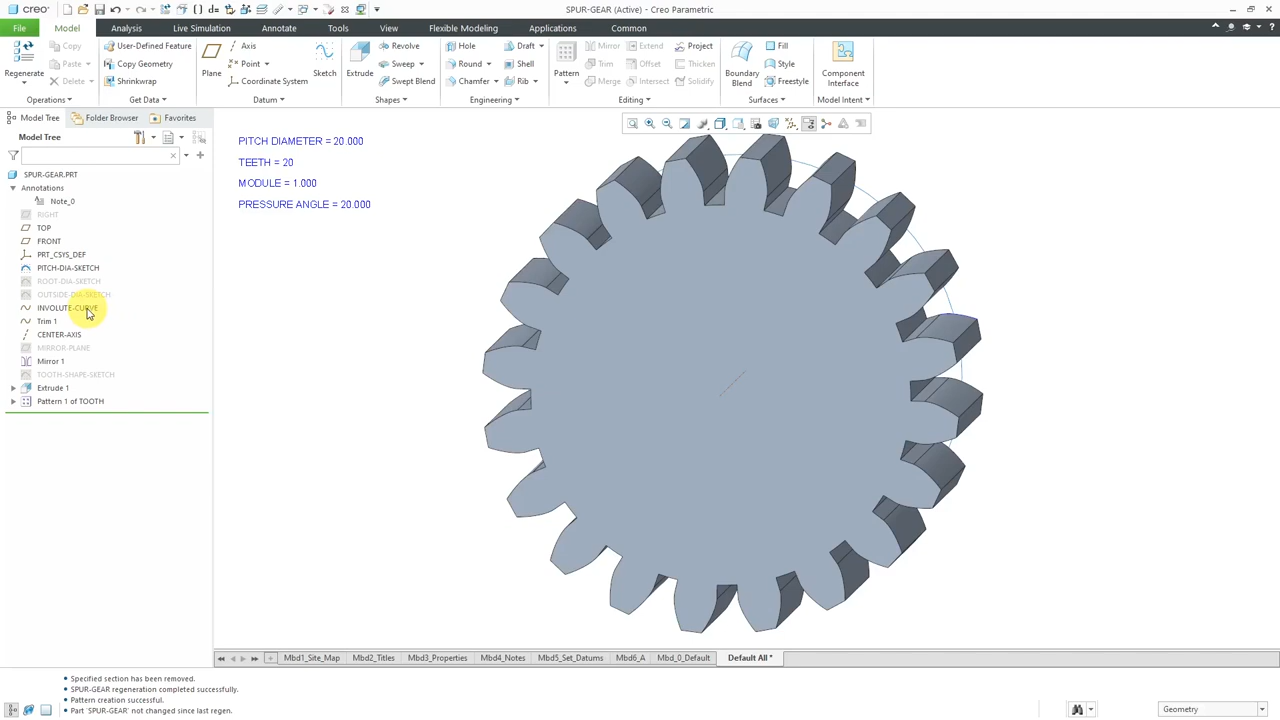 creo
SPUR-GEAR (Active) - Creo Parametric
File
Model
Analysis
Live Simulation
Annotate
Tools
View
Flexible Modeling
Applications
Common
Regenerate
Copy
Paste
Delete
Operations
User-Defined Feature
Copy Geometry
Shrinkwrap
Get Data
Plane
Axis
Point
Coordinate System
Sketch
Datum
Extrude
Revolve
Sweep
Swept Blend
Shapes
Hole
Round
Chamfer
Draft
Shell
Rib
Engineering
Pattern
Mirror
Trim
Merge
Extend
Offset
Intersect
Project
Thicken
Solidify
Editing
Boundary
Blend
Fill
Style
Freestyle
Surfaces
Component
Interface
Model Intent
Model Tree
Folder Browser
Favorites
Model Tree
SPUR-GEAR.PRT
Annotations
Note_0
RIGHT
TOP
FRONT
PRT_CSYS_DEF
PITCH-DIA-SKETCH
ROOT-DIA-SKETCH
OUTSIDE-DIA-SKETCH
INVOLUTE-CURVE
Trim 1
CENTER-AXIS
MIRROR-PLANE
Mirror 1
TOOTH-SHAPE-SKETCH
Extrude 1
Pattern 1 of TOOTH
PITCH DIAMETER = 20.000
TEETH = 20
MODULE = 1.000
PRESSURE ANGLE = 20.000
Mbd1_Site_Map
Mbd2_Titles
Mbd3_Properties
Mbd4_Notes
Mbd5_Set_Datums
Mbd6_A
Mbd_0_Default
Default All *
• Specified section has been removed.
• SPUR-GEAR regeneration completed successfully.
• Pattern creation successful.
• Part 'SPUR-GEAR' not changed since last regen.
Geometry